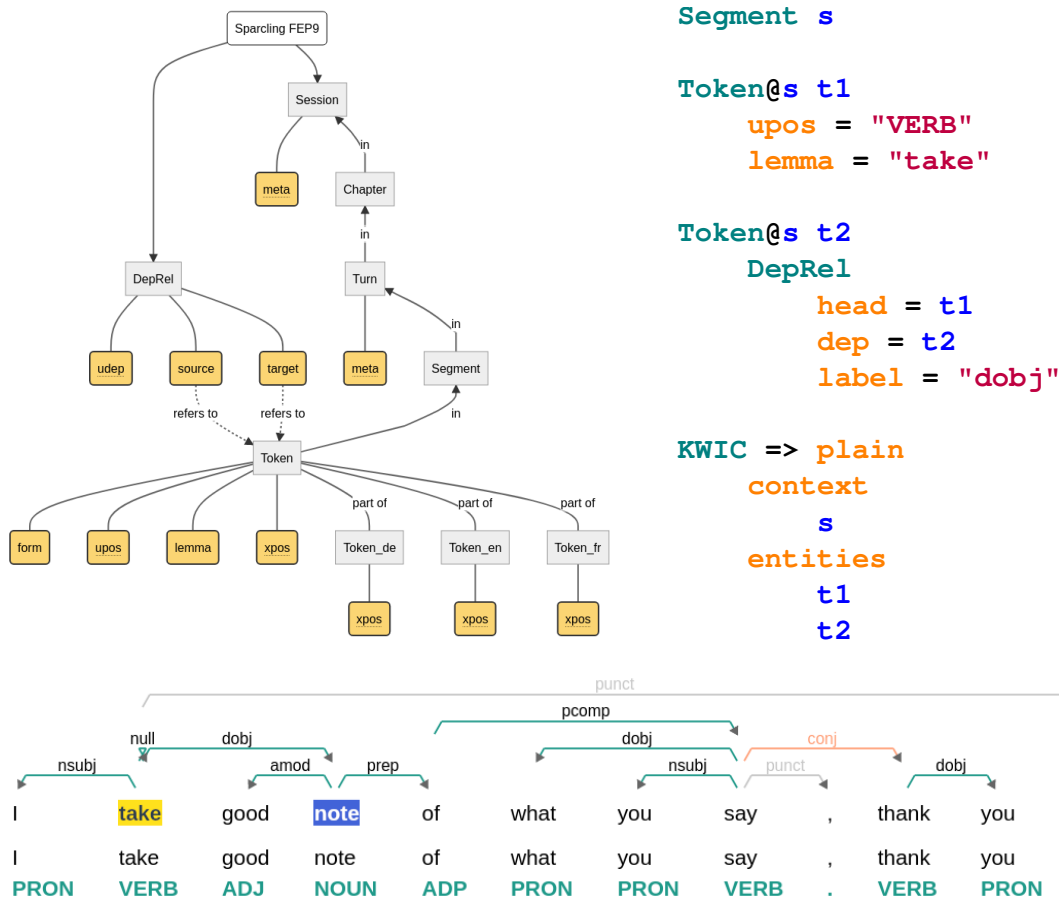 Sparcling FEP9
Session
in
meta
Chapter
in
DepRel
Turn
in
udep
source
target
meta
Segment
refers to
refers to
in
Token
part of
part of
part of
form
upos
lemma
xpos
Token_de
Token_en
Token_fr
xpos
xpos
xpos
Segment s
Token@s t1
upos = "VERB"
lemma = "take"
Token@s t2
DepRel
head = t1
dep = t2
label = "dobj"
KWIC => plain
context
s
entities
t1
t2
punct
pcomp
null dobj dobj conj
nsubj amod prep nsubj punct dobj
I take good note of what you say , thank you
I take good note of what you say , thank you
PRON VERB ADJ NOUN ADP PRON PRON VERB . VERB PRON